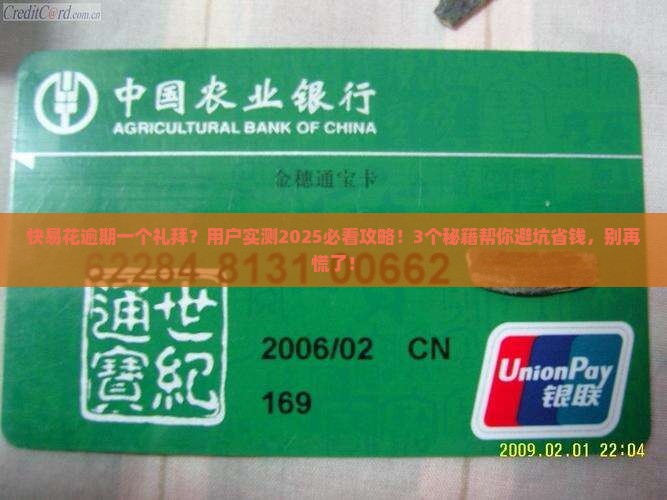 CreditCard.com.cn
中国农业银行
AGRICULTURAL BANK OF CHINA
金穗通宝卡
快易花逾期一个礼拜？用户实测2025必看攻略！3个秘籍帮你避坑省钱，别再
慌了！
62284 8131 00662
世紀
通寶
2006/02 CN
169
UnionPay
银联
2009.02.01 22:04